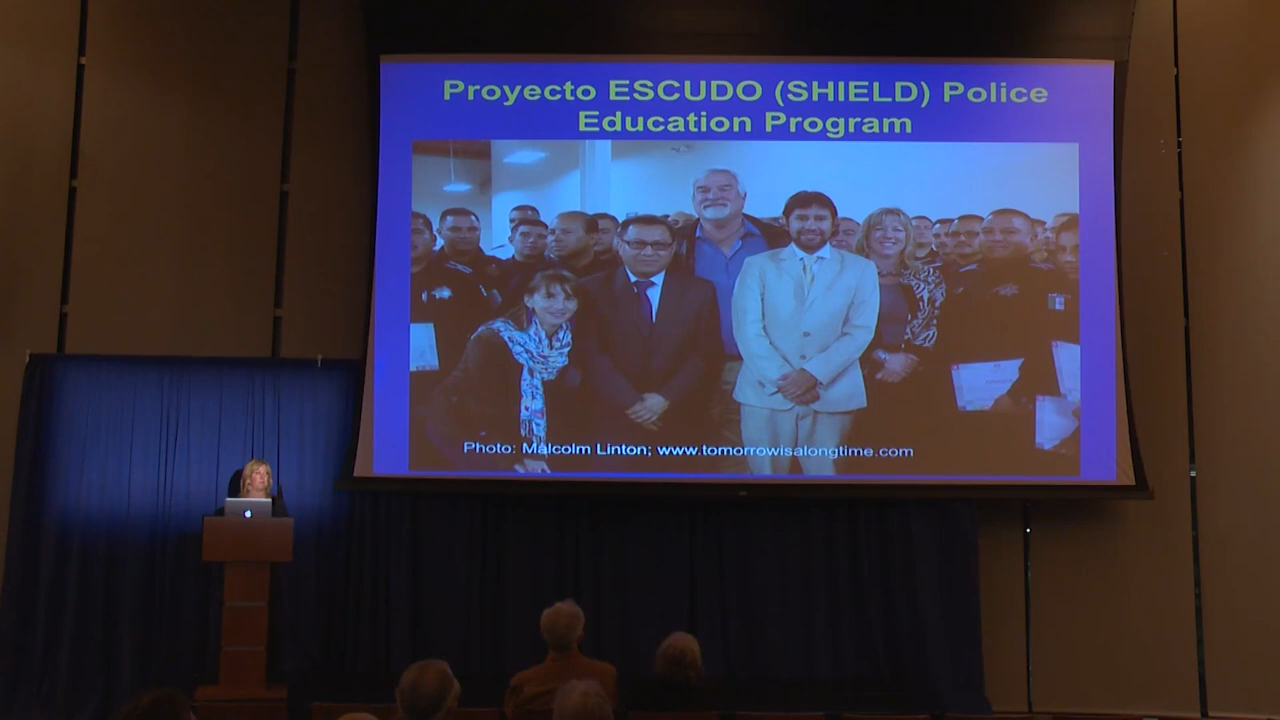 Proyecto ESCUDO (SHIELD) Police
Education Program
Photo: Malcolm Linton; www.tomorrowisalongtime.com